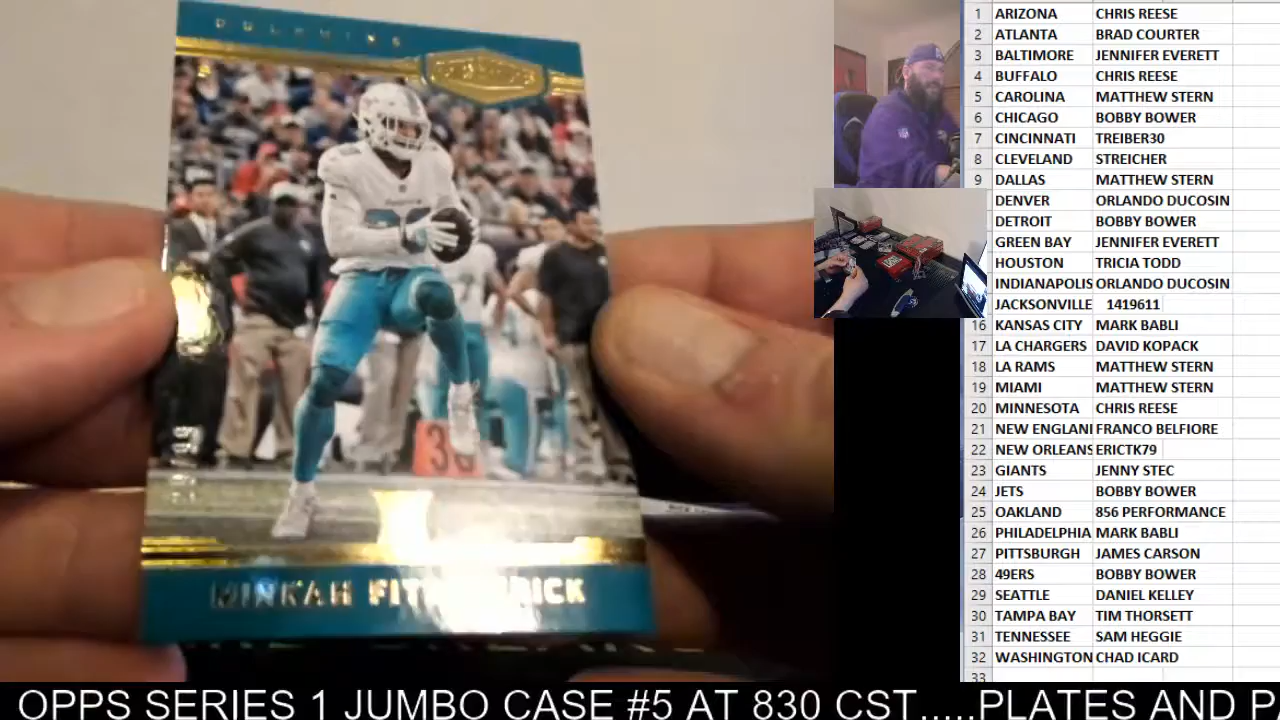 DOLPHINS
MINKAH FITZPATRICK
1 ARIZONA CHRIS REESE
2 ATLANTA BRAD COURTER
3 BALTIMORE JENNIFER EVERETT
4 BUFFALO CHRIS REESE
5 CAROLINA MATTHEW STERN
6 CHICAGO BOBBY BOWER
7 CINCINNATI TREIBER30
8 CLEVELAND STREICHER
9 DALLAS MATTHEW STERN
DENVER ORLANDO DUCOSIN
DETROIT BOBBY BOWER
GREEN BAY JENNIFER EVERETT
HOUSTON TRICIA TODD
INDIANAPOLIS ORLANDO DUCOSIN
JACKSONVILLE 1419611
16 KANSAS CITY MARK BABLI
17 LA CHARGERS DAVID KOPACK
18 LA RAMS MATTHEW STERN
19 MIAMI MATTHEW STERN
20 MINNESOTA CHRIS REESE
21 NEW ENGLANI FRANCO BELFIORE
22 NEW ORLEANS ERICTK79
23 GIANTS JENNY STEC
24 JETS BOBBY BOWER
25 OAKLAND 856 PERFORMANCE
26 PHILADELPHIA MARK BABLI
27 PITTSBURGH JAMES CARSON
28 49ERS BOBBY BOWER
29 SEATTLE DANIEL KELLEY
30 TAMPA BAY TIM THORSETT
31 TENNESSEE SAM HEGGIE
32 WASHINGTON CHAD ICARD
33
OPPS SERIES 1 JUMBO CASE #5 AT 830 CST.....PLATES AND P